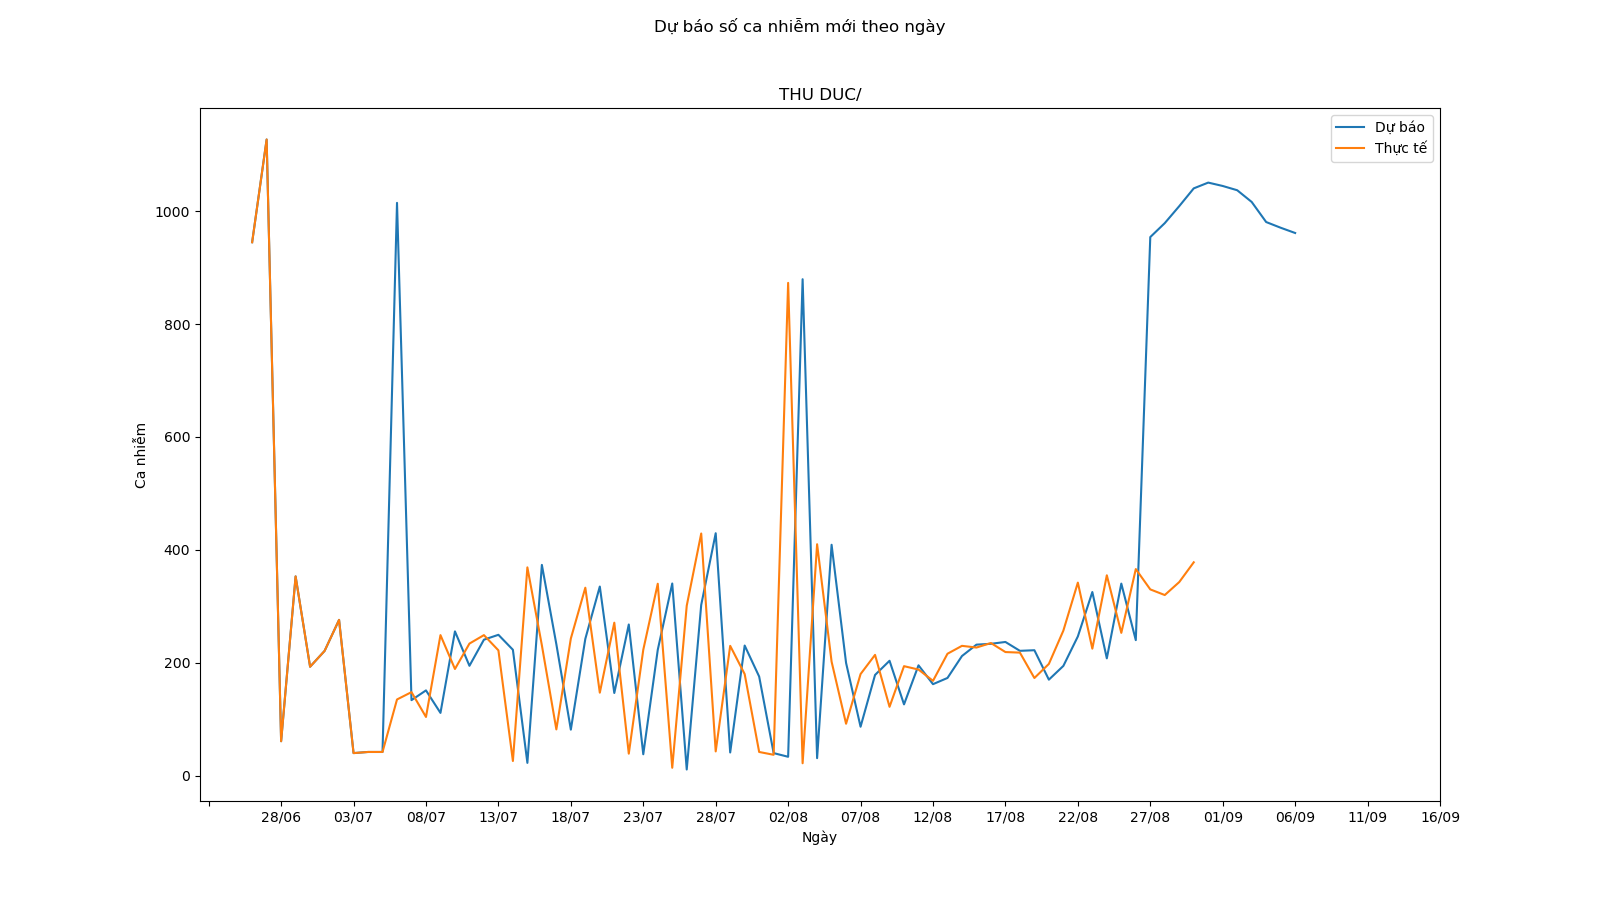 Dự báo số ca nhiễm mới theo ngày
THU DUC/
Dự báo
Thực tế
1000
800
600
400
200
0
Ca nhiễm
28/06 03/07 08/07 13/07 18/07 23/07 28/07 02/08 07/08 12/08 17/08 22/08 27/08 01/09 06/09 11/09 16/09
Ngày